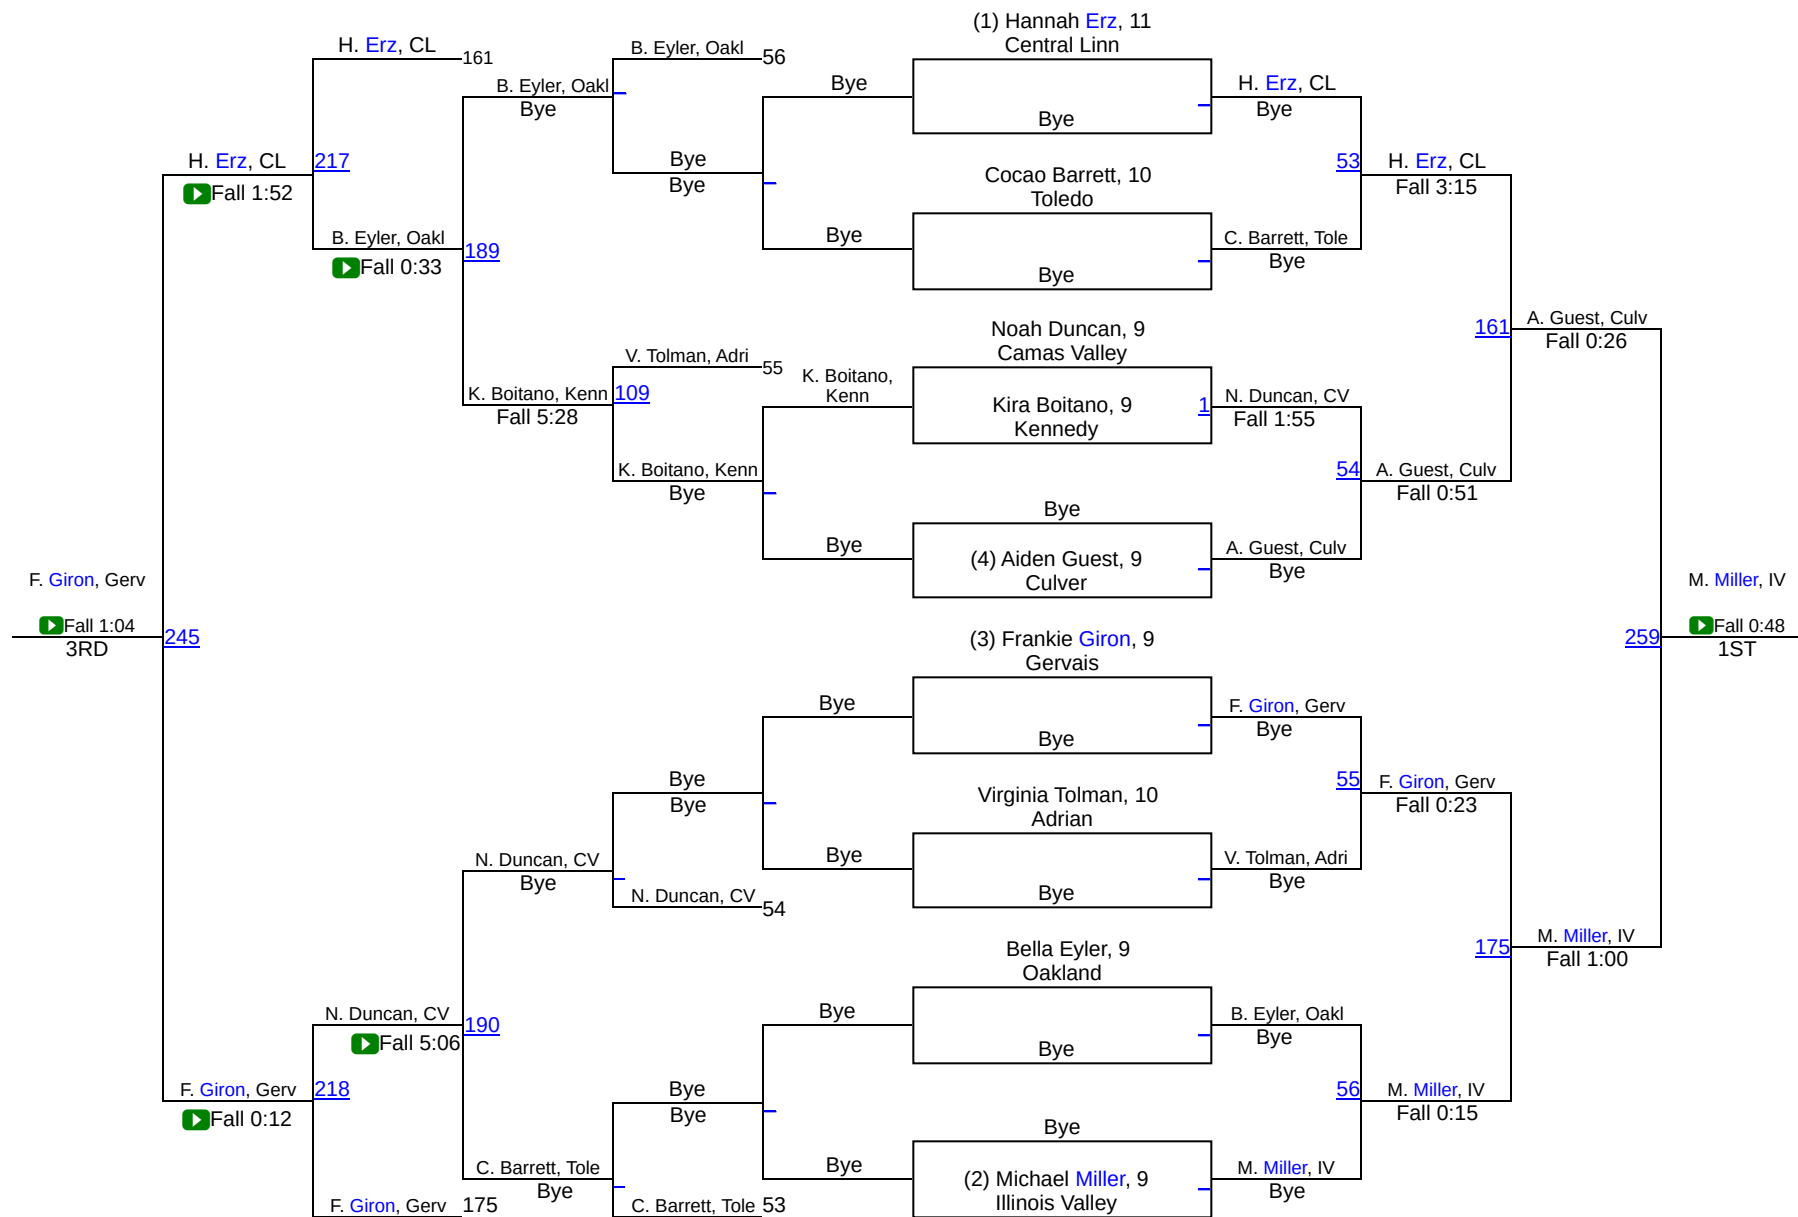 (1) Hannah Erz, 11
Central Linn
H. Erz, CL
161
B. Eyler, Oakl
56
B. Eyler, Oakl
Bye
Bye
Bye
H. Erz, CL
Bye
H. Erz, CL
217
Fall 1:52
Bye
Bye
Cocao Barrett, 10
Toledo
53
H. Erz, CL
Fall 3:15
B. Eyler, Oakl
Fall 0:33
189
Bye
Bye
C. Barrett, Tole
Bye
Noah Duncan, 9
Camas Valley
161
A. Guest, Culv
Fall 0:26
V. Tolman, Adri
55
K. Boitano,
Kenn
K. Boitano, Kenn
Fall 5:28
109
Kira Boitano, 9
Kennedy
1
N. Duncan, CV
Fall 1:55
K. Boitano, Kenn
Bye
54
A. Guest, Culv
Fall 0:51
Bye
Bye
(4) Aiden Guest, 9
Culver
A. Guest, Culv
Bye
F. Giron, Gerv
Fall 1:04
3RD
245
M. Miller, IV
Fall 0:48
1ST
259
(3) Frankie Giron, 9
Gervais
Bye
Bye
F. Giron, Gerv
Bye
Bye
Bye
Virginia Tolman, 10
Adrian
55
F. Giron, Gerv
Fall 0:23
N. Duncan, CV
Bye
Bye
Bye
V. Tolman, Adri
Bye
N. Duncan, CV
54
Bella Eyler, 9
Oakland
175
M. Miller, IV
Fall 1:00
N. Duncan, CV
Fall 5:06
190
Bye
Bye
B. Eyler, Oakl
Bye
F. Giron, Gerv
Fall 0:12
218
Bye
Bye
56
M. Miller, IV
Fall 0:15
Bye
C. Barrett, Tole
Bye
Bye
(2) Michael Miller, 9
Illinois Valley
M. Miller, IV
Bye
F. Giron, Gerv
175
C. Barrett, Tole
53